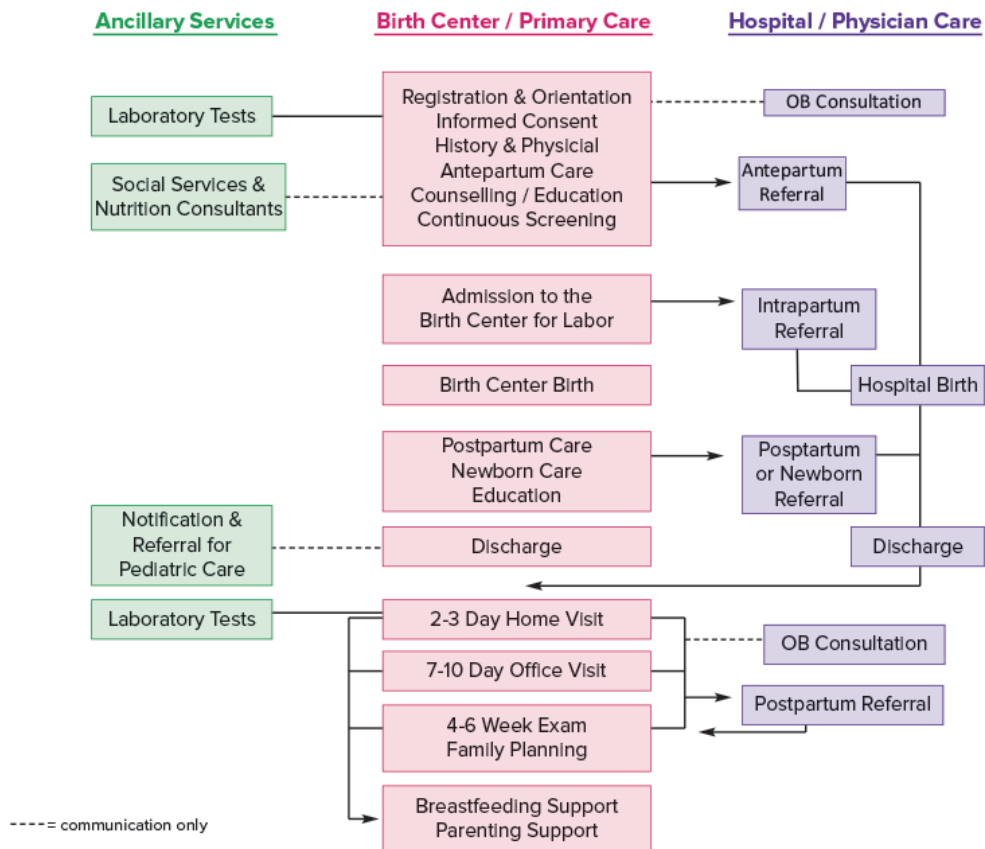 Ancillary Services
Birth Center / Primary Care
Hospital / Physician Care
Laboratory Tests
Social Services &
Nutrition Consultants
Registration & Orientation
Informed Consent
History & Physicial
Antepartum Care
Counselling / Education
Continuous Screening
OB Consultation
Antepartum
Referral
Admission to the
Birth Center for Labor
Intrapartum
Referral
Birth Center Birth
Hospital Birth
Postpartum Care
Newborn Care
Education
Posptartum
or Newborn
Referral
Notification &
Referral for
Pediatric Care
Discharge
Discharge
Laboratory Tests
2-3 Day Home Visit
OB Consultation
7-10 Day Office Visit
Postpartum Referral
4-6 Week Exam
Family Planning
Breastfeeding Support
Parenting Support
----= communication only